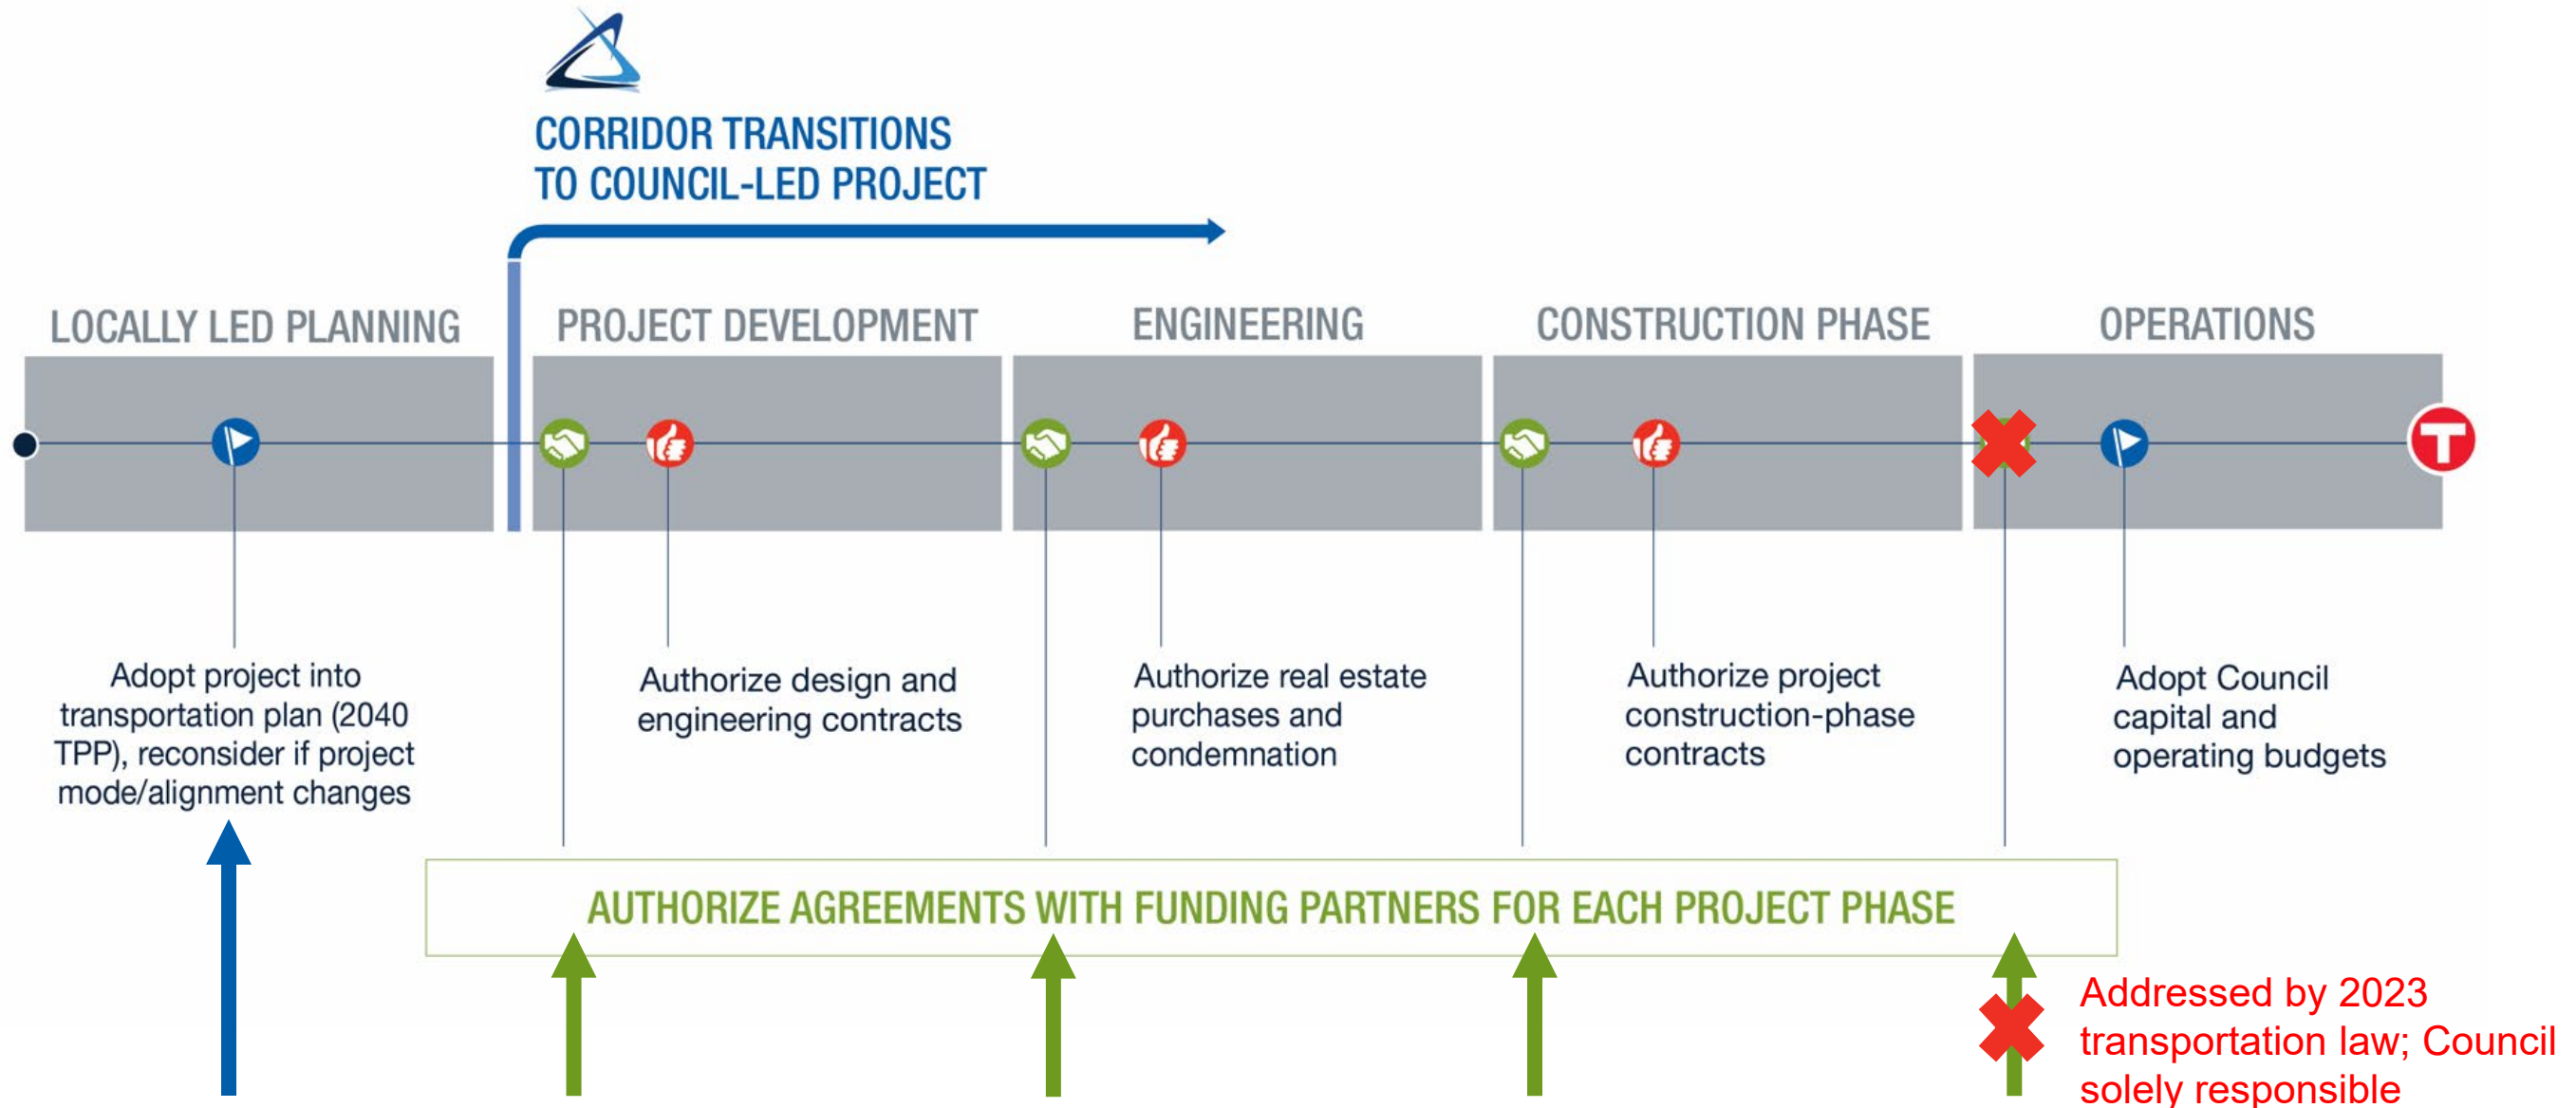 CORRIDOR TRANSITIONS
TO COUNCIL-LED PROJECT
LOCALLY LED PLANNING
PROJECT DEVELOPMENT
ENGINEERING
CONSTRUCTION PHASE
OPERATIONS
T
Adopt project into
transportation plan (2040
TPP), reconsider if project
mode/alignment changes
Authorize design and
engineering contracts
Authorize real estate
purchases and
condemnation
Authorize project
construction-phase
contracts
Adopt Council
capital and
operating budgets
AUTHORIZE AGREEMENTS WITH FUNDING PARTNERS FOR EACH PROJECT PHASE
Addressed by 2023
transportation law; Council
solely responsible